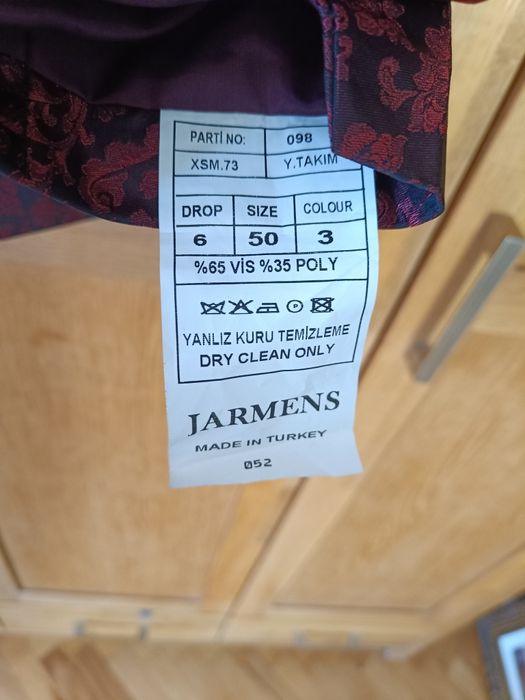 PARTİ NO: 098
XSM.73 Y.TAKIM
DROP SIZE COLOUR
6 50 3
%65 VİS %35 POLY
P
YANLIZ KURU TEMİZLEME
DRY CLEAN ONLY
JARMENS
MADE IN TURKEY
052